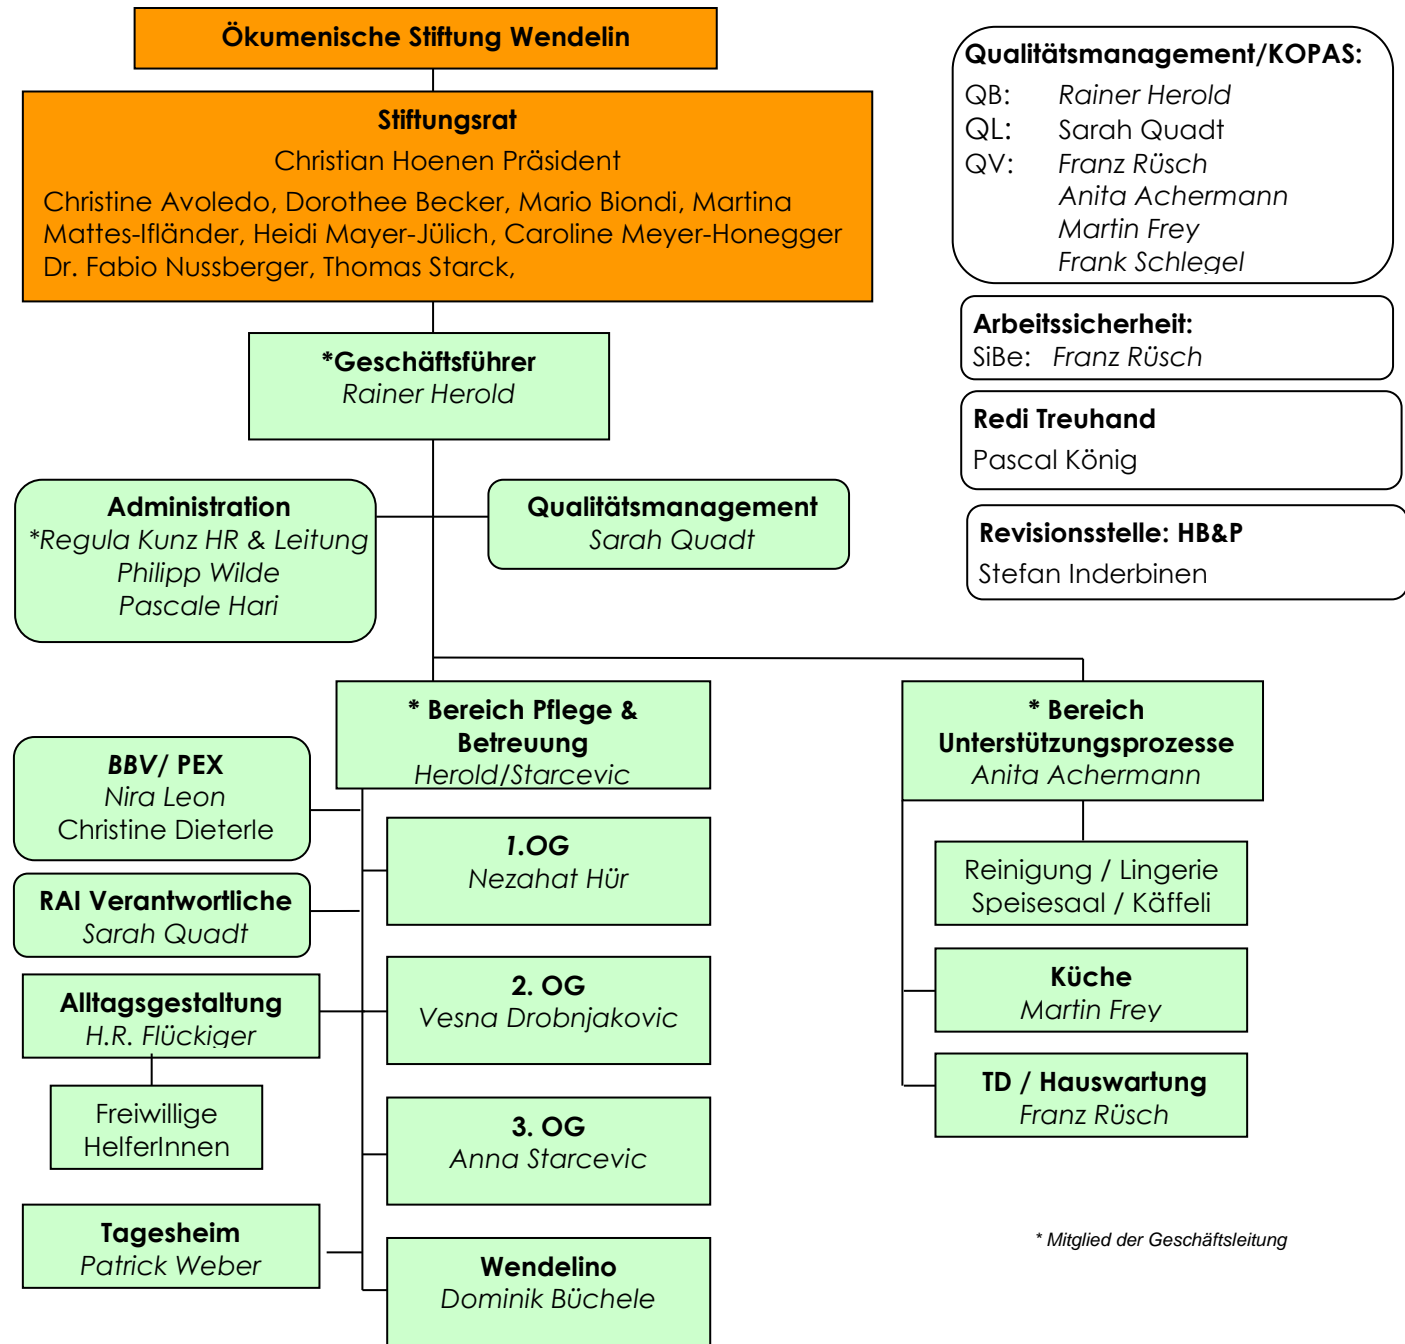 Ökumenische Stiftung Wendelin
Stiftungsrat
Christian Hoenen Präsident
Christine Avoledo, Dorothee Becker, Mario Biondi, Martina
Mattes-Ifländer, Heidi Mayer-Jülich, Caroline Meyer-Honegger
Dr. Fabio Nussberger, Thomas Starck,
Qualitätsmanagement/KOPAS:
QB: Rainer Herold
QL: Sarah Quadt
QV: Franz Rüsch
Anita Achermann
Martin Frey
Frank Schlegel
Arbeitssicherheit:
SiBe: Franz Rüsch
Redi Treuhand
Pascal König
Revisionsstelle: HB&P
Stefan Inderbinen
*Geschäftsführer
Rainer Herold
Administration
*Regula Kunz HR & Leitung
Philipp Wilde
Pascale Hari
Qualitätsmanagement
Sarah Quadt
* Bereich Pflege &
Betreuung
Herold/Starcevic
* Bereich
Unterstützungsprozesse
Anita Achermann
BBV/ PEX
Nira Leon
Christine Dieterle
RAI Verantwortliche
Sarah Quadt
Alltagsgestaltung
H.R. Flückiger
Freiwillige
HelferInnen
Tagesheim
Patrick Weber
1.OG
Nezahat Hür
2. OG
Vesna Drobnjakovic
3. OG
Anna Starcevic
Wendelino
Dominik Büchele
Reinigung / Lingerie
Speisesaal / Käffeli
Küche
Martin Frey
TD / Hauswartung
Franz Rüsch
* Mitglied der Geschäftsleitung